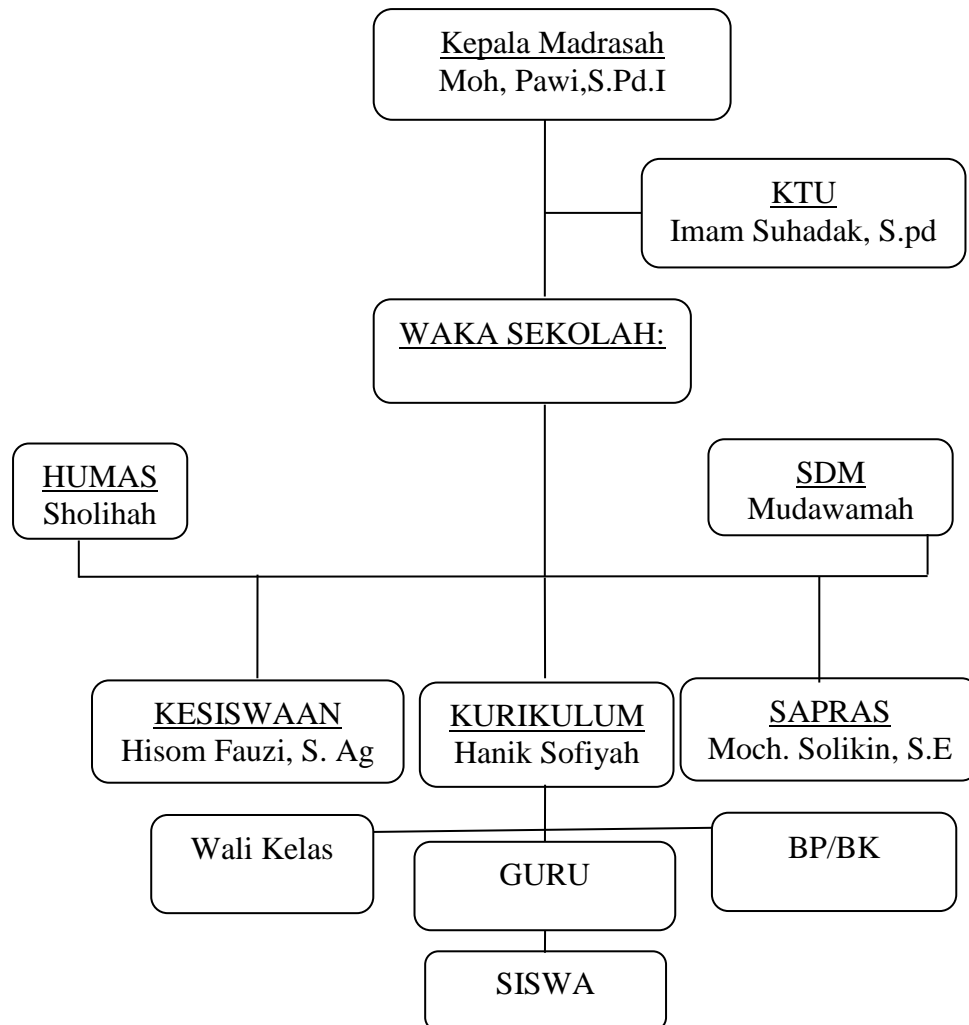 Kepala Madrasah
Moh, Pawi,S.Pd.I
KTU
Imam Suhadak, S.pd
WAKA SEKOLAH:
HUMAS
Sholihah
SDM
Mudawamah
KESISWAAN
Hisom Fauzi, S. Ag
KURIKULUM
Hanik Sofiyah
SAPRAS
Moch. Solikin, S.E
Wali Kelas
GURU
BP/BK
SISWA